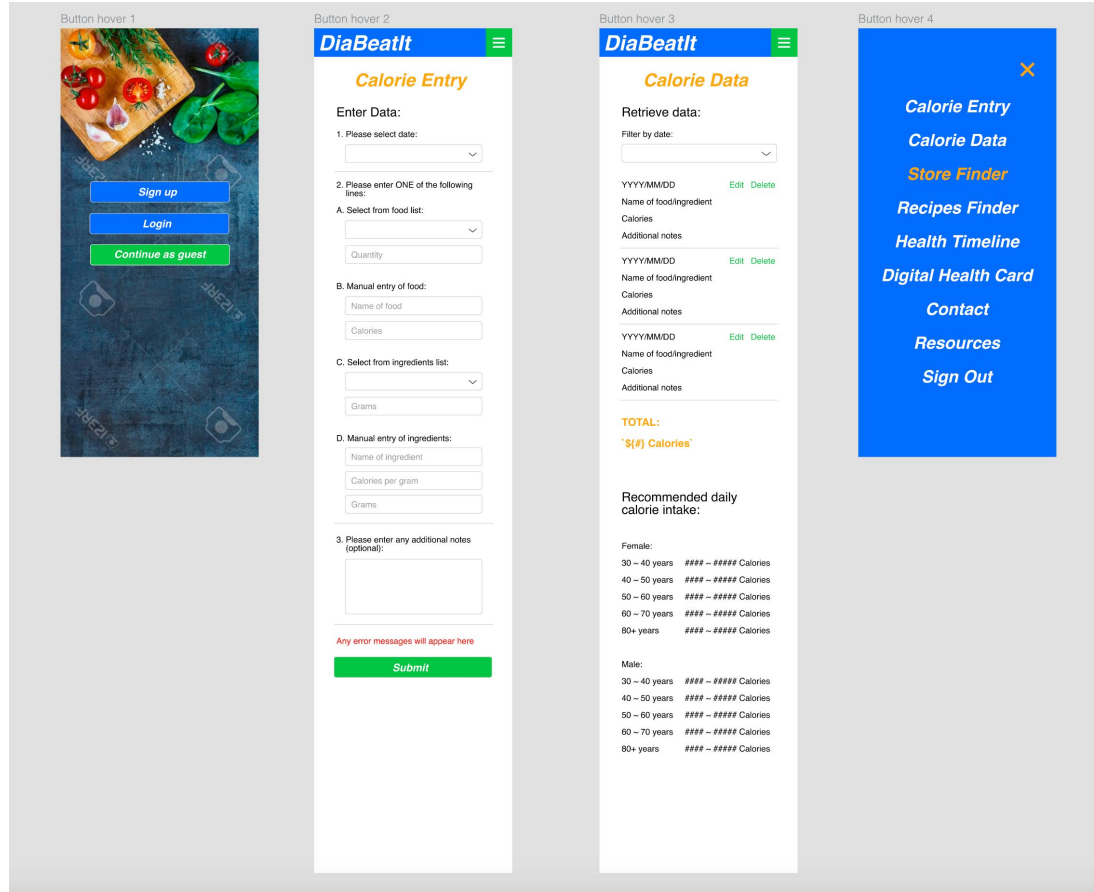 Button hover 1
Sign up
Login
Continue as guest
123RF
123RF
123RF
Button hover 2
DiaBeatIt
Calorie Entry
Enter Data:
1. Please select date:
2. Please enter ONE of the following
lines:
A. Select from food list:
Quantity
B. Manual entry of food:
Name of food
Calories
C. Select from ingredients list:
Grams
D. Manual entry of ingredients:
Name of ingredient
Calories per gram
Grams
3. Please enter any additional notes
(optional):
Any error messages will appear here
Submit
Button hover 3
DiaBeatIt
Calorie Data
Retrieve data:
Filter by date:
YYYY/MM/DD Edit Delete
Name of food/ingredient
Calories
Additional notes
YYYY/MM/DD Edit Delete
Name of food/ingredient
Calories
Additional notes
YYYY/MM/DD Edit Delete
Name of food/ingredient
Calories
Additional notes
TOTAL:
`${#} Calories`
Recommended daily
calorie intake:
Female:
30 ~ 40 years #### ~ ##### Calories
40 ~ 50 years #### ~ ##### Calories
50 ~ 60 years #### ~ ##### Calories
60 ~ 70 years #### ~ ##### Calories
80+ years #### ~ ##### Calories
Male:
30 ~ 40 years #### ~ ##### Calories
40 ~ 50 years #### ~ ##### Calories
50 ~ 60 years #### ~ ##### Calories
60 ~ 70 years #### ~ ##### Calories
80+ years #### ~ ##### Calories
Button hover 4
Calorie Entry
Calorie Data
Store Finder
Recipes Finder
Health Timeline
Digital Health Card
Contact
Resources
Sign Out